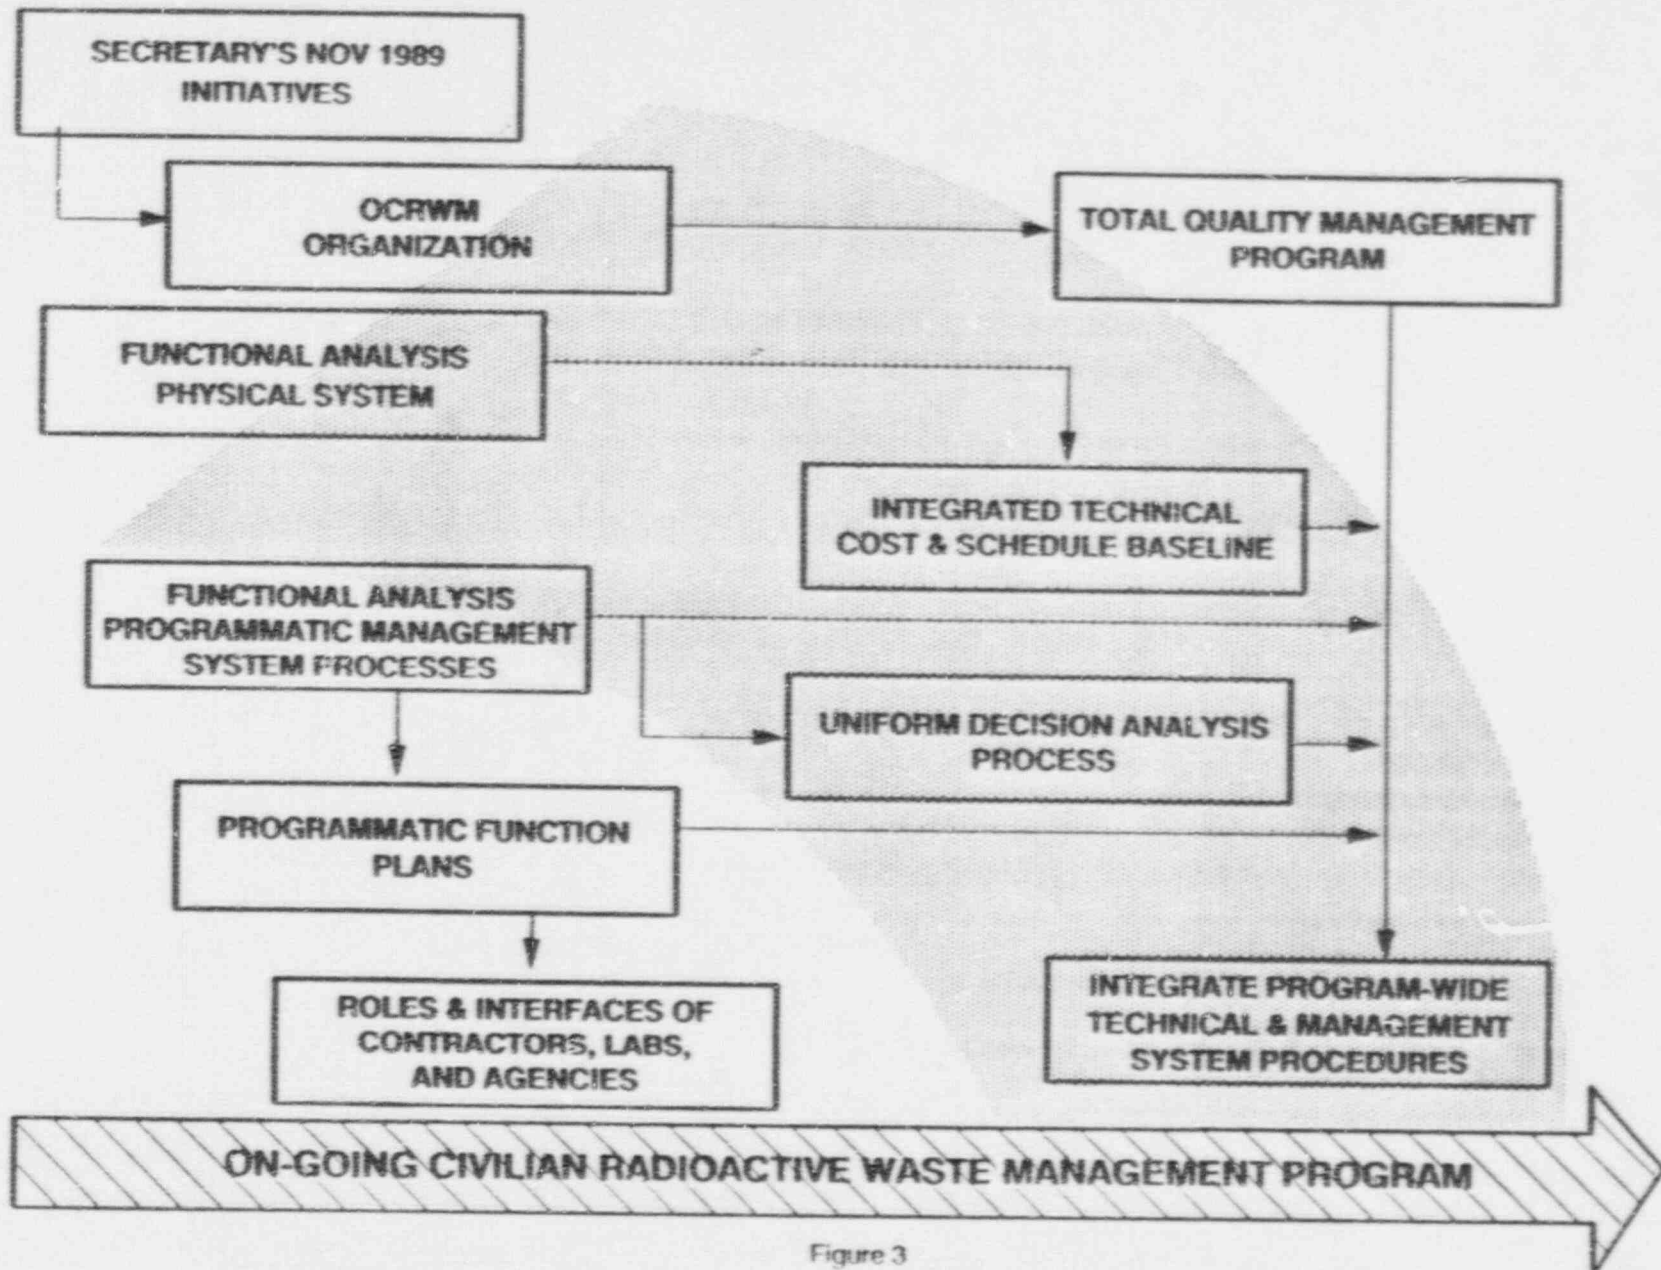 SECRETARY'S NOV 1989
INITIATIVES
OCRWM
ORGANIZATION
TOTAL QUALITY MANAGEMENT
PROGRAM
FUNCTIONAL ANALYSIS
PHYSICAL SYSTEM
INTEGRATED TECHNICAL
COST & SCHEDULE BASELINE
FUNCTIONAL ANALYSIS
PROGRAMMATIC MANAGEMENT
SYSTEM PROCESSES
UNIFORM DECISION ANALYSIS
PROCESS
PROGRAMMATIC FUNCTION
PLANS
ROLES & INTERFACES OF
CONTRACTORS, LABS,
AND AGENCIES
INTEGRATE PROGRAM-WIDE
TECHNICAL & MANAGEMENT
SYSTEM PROCEDURES
ON-GOING CIVILIAN RADIOACTIVE WASTE MANAGEMENT PROGRAM
Figure 3